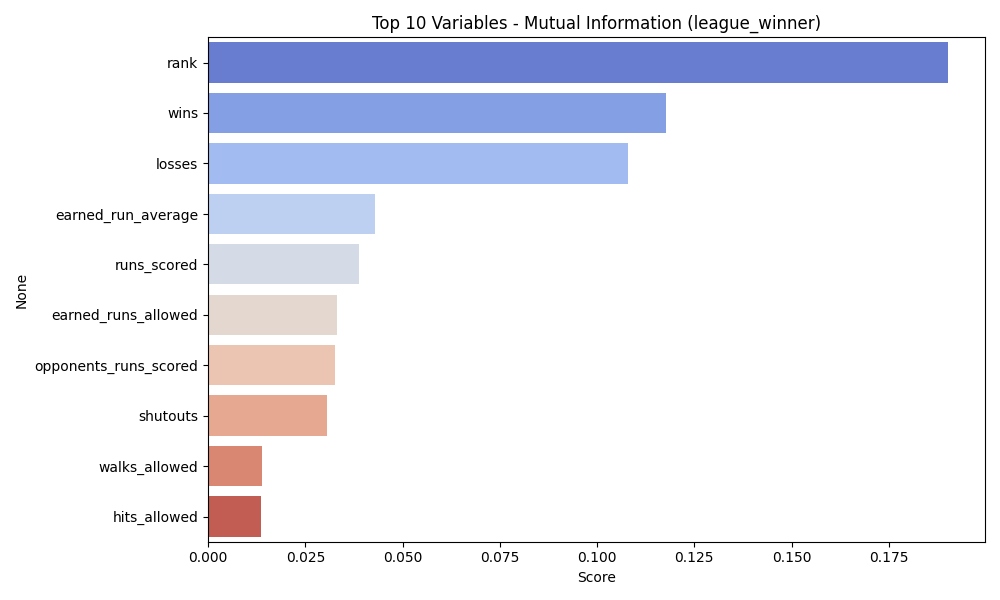 Top 10 Variables - Mutual Information (league_winner)
rank
wins
losses
earned_run_average
runs_scored
earned_runs_allowed
opponents_runs_scored
shutouts
walks_allowed
hits_allowed
None
0.000 0.025 0.050 0.075 0.100 0.125 0.150 0.175
Score